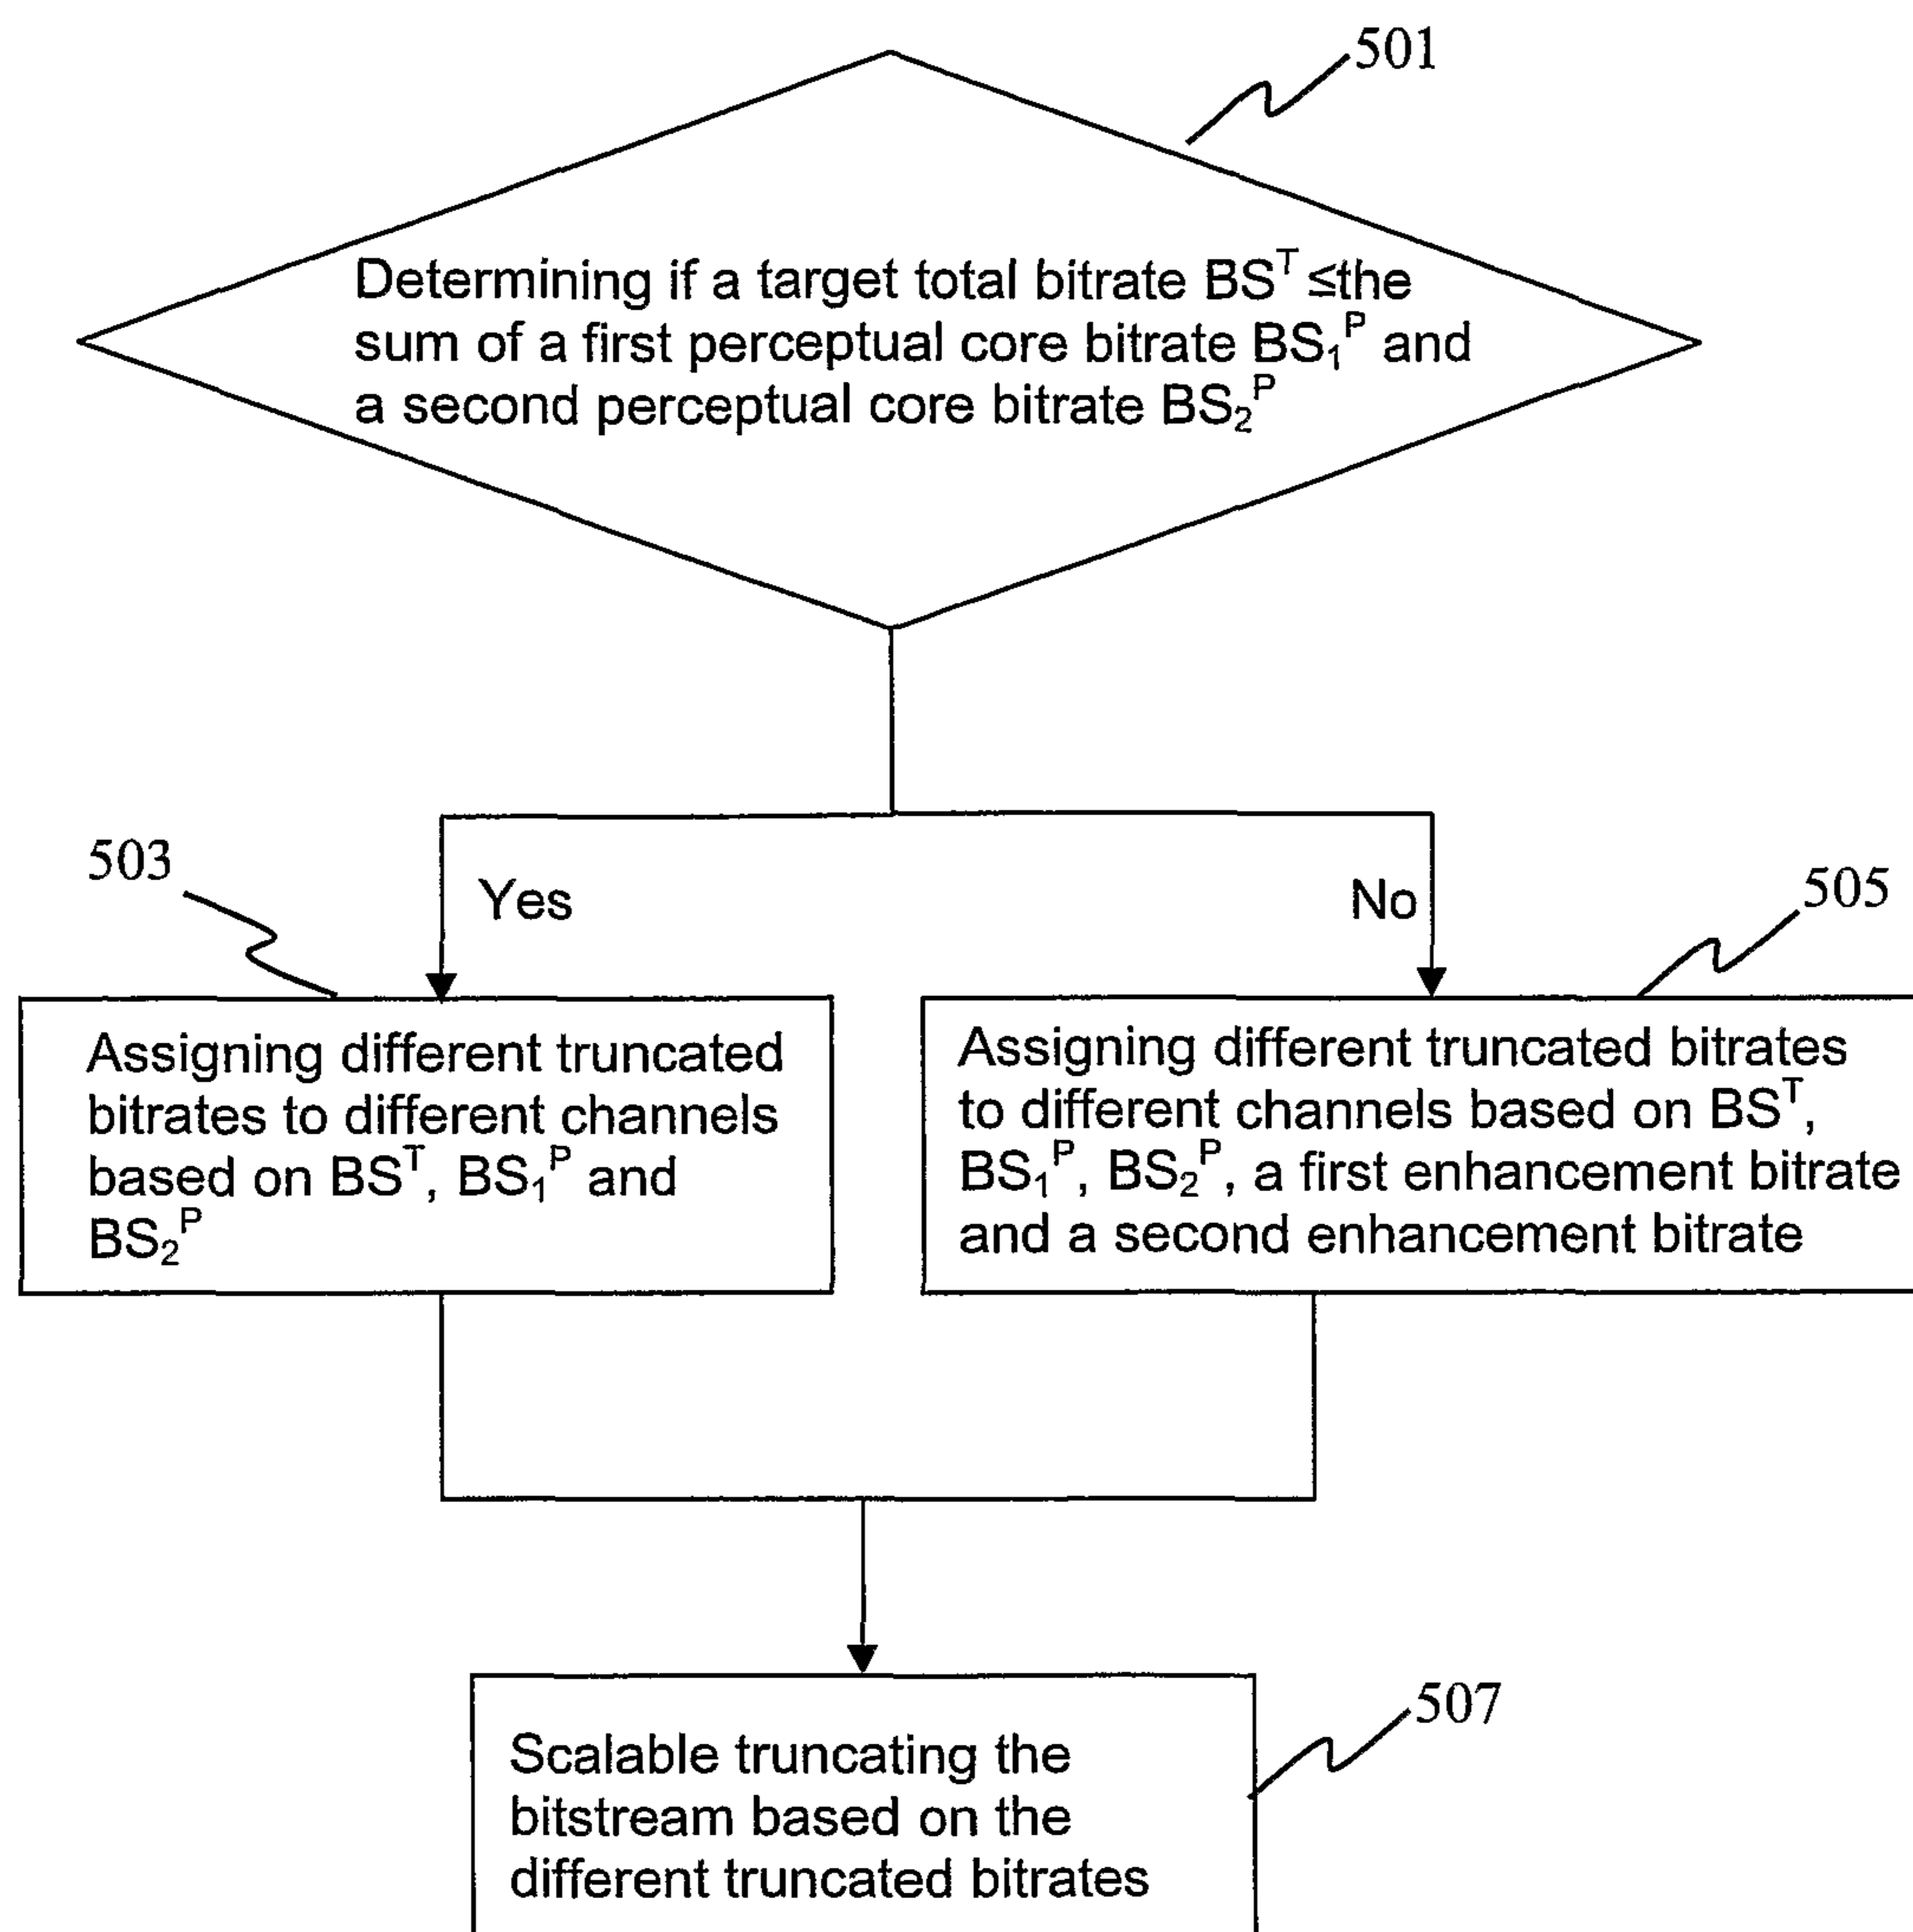 501
Determining if a target total bitrate BS^T ≤the
sum of a first perceptual core bitrate BS₁^P and
a second perceptual core bitrate BS₂^P
503
Yes
No
505
Assigning different truncated
bitrates to different channels
based on BS^T, BS₁^P and
BS₂^P
Assigning different truncated bitrates
to different channels based on BS^T,
BS₁^P, BS₂^P, a first enhancement bitrate
and a second enhancement bitrate
507
Scalable truncating the
bitstream based on the
different truncated bitrates